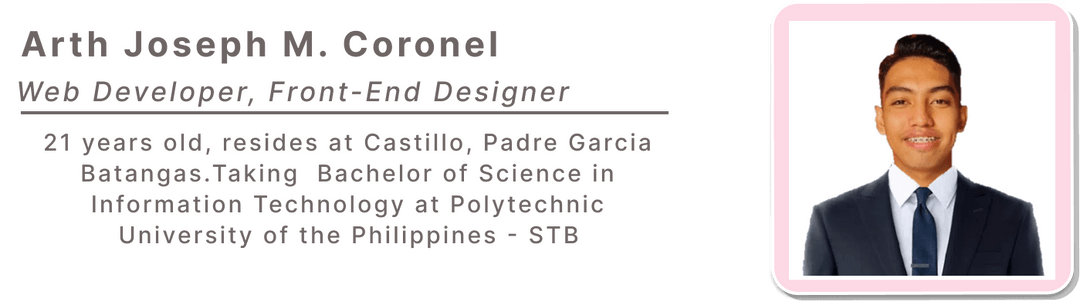 Arth Joseph M. Coronel
Web Developer, Front-End Designer
21 years old, resides at Castillo, Padre Garcia
Batangas.Taking  Bachelor of Science in
Information Technology at Polytechnic
University of the Philippines - STB